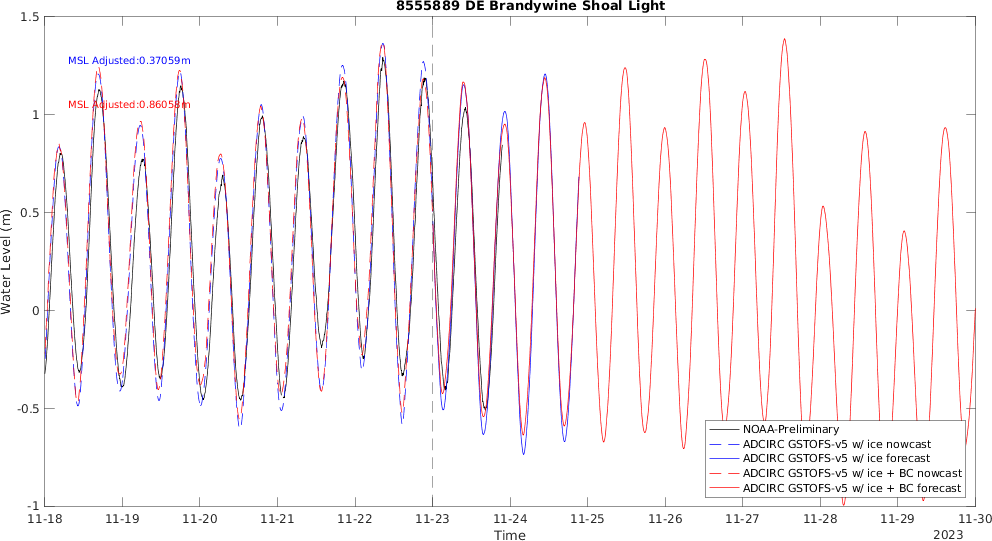 8555889 DE Brandywine Shoal Light
1.5
MSL Adjusted:0.37059m
MSL Adjusted:0.86058m
1
0.5
0
-0.5
-1
Water Level (m)
NOAA-Preliminary
ADCIRC GSTOFS-v5 w/ ice nowcast
ADCIRC GSTOFS-v5 w/ ice forecast
ADCIRC GSTOFS-v5 w/ ice + BC nowcast
ADCIRC GSTOFS-v5 w/ ice + BC forecast
11-18 11-19 11-20 11-21 11-22 11-23 11-24 11-25 11-26 11-27 11-28 11-29 11-30
Time
2023